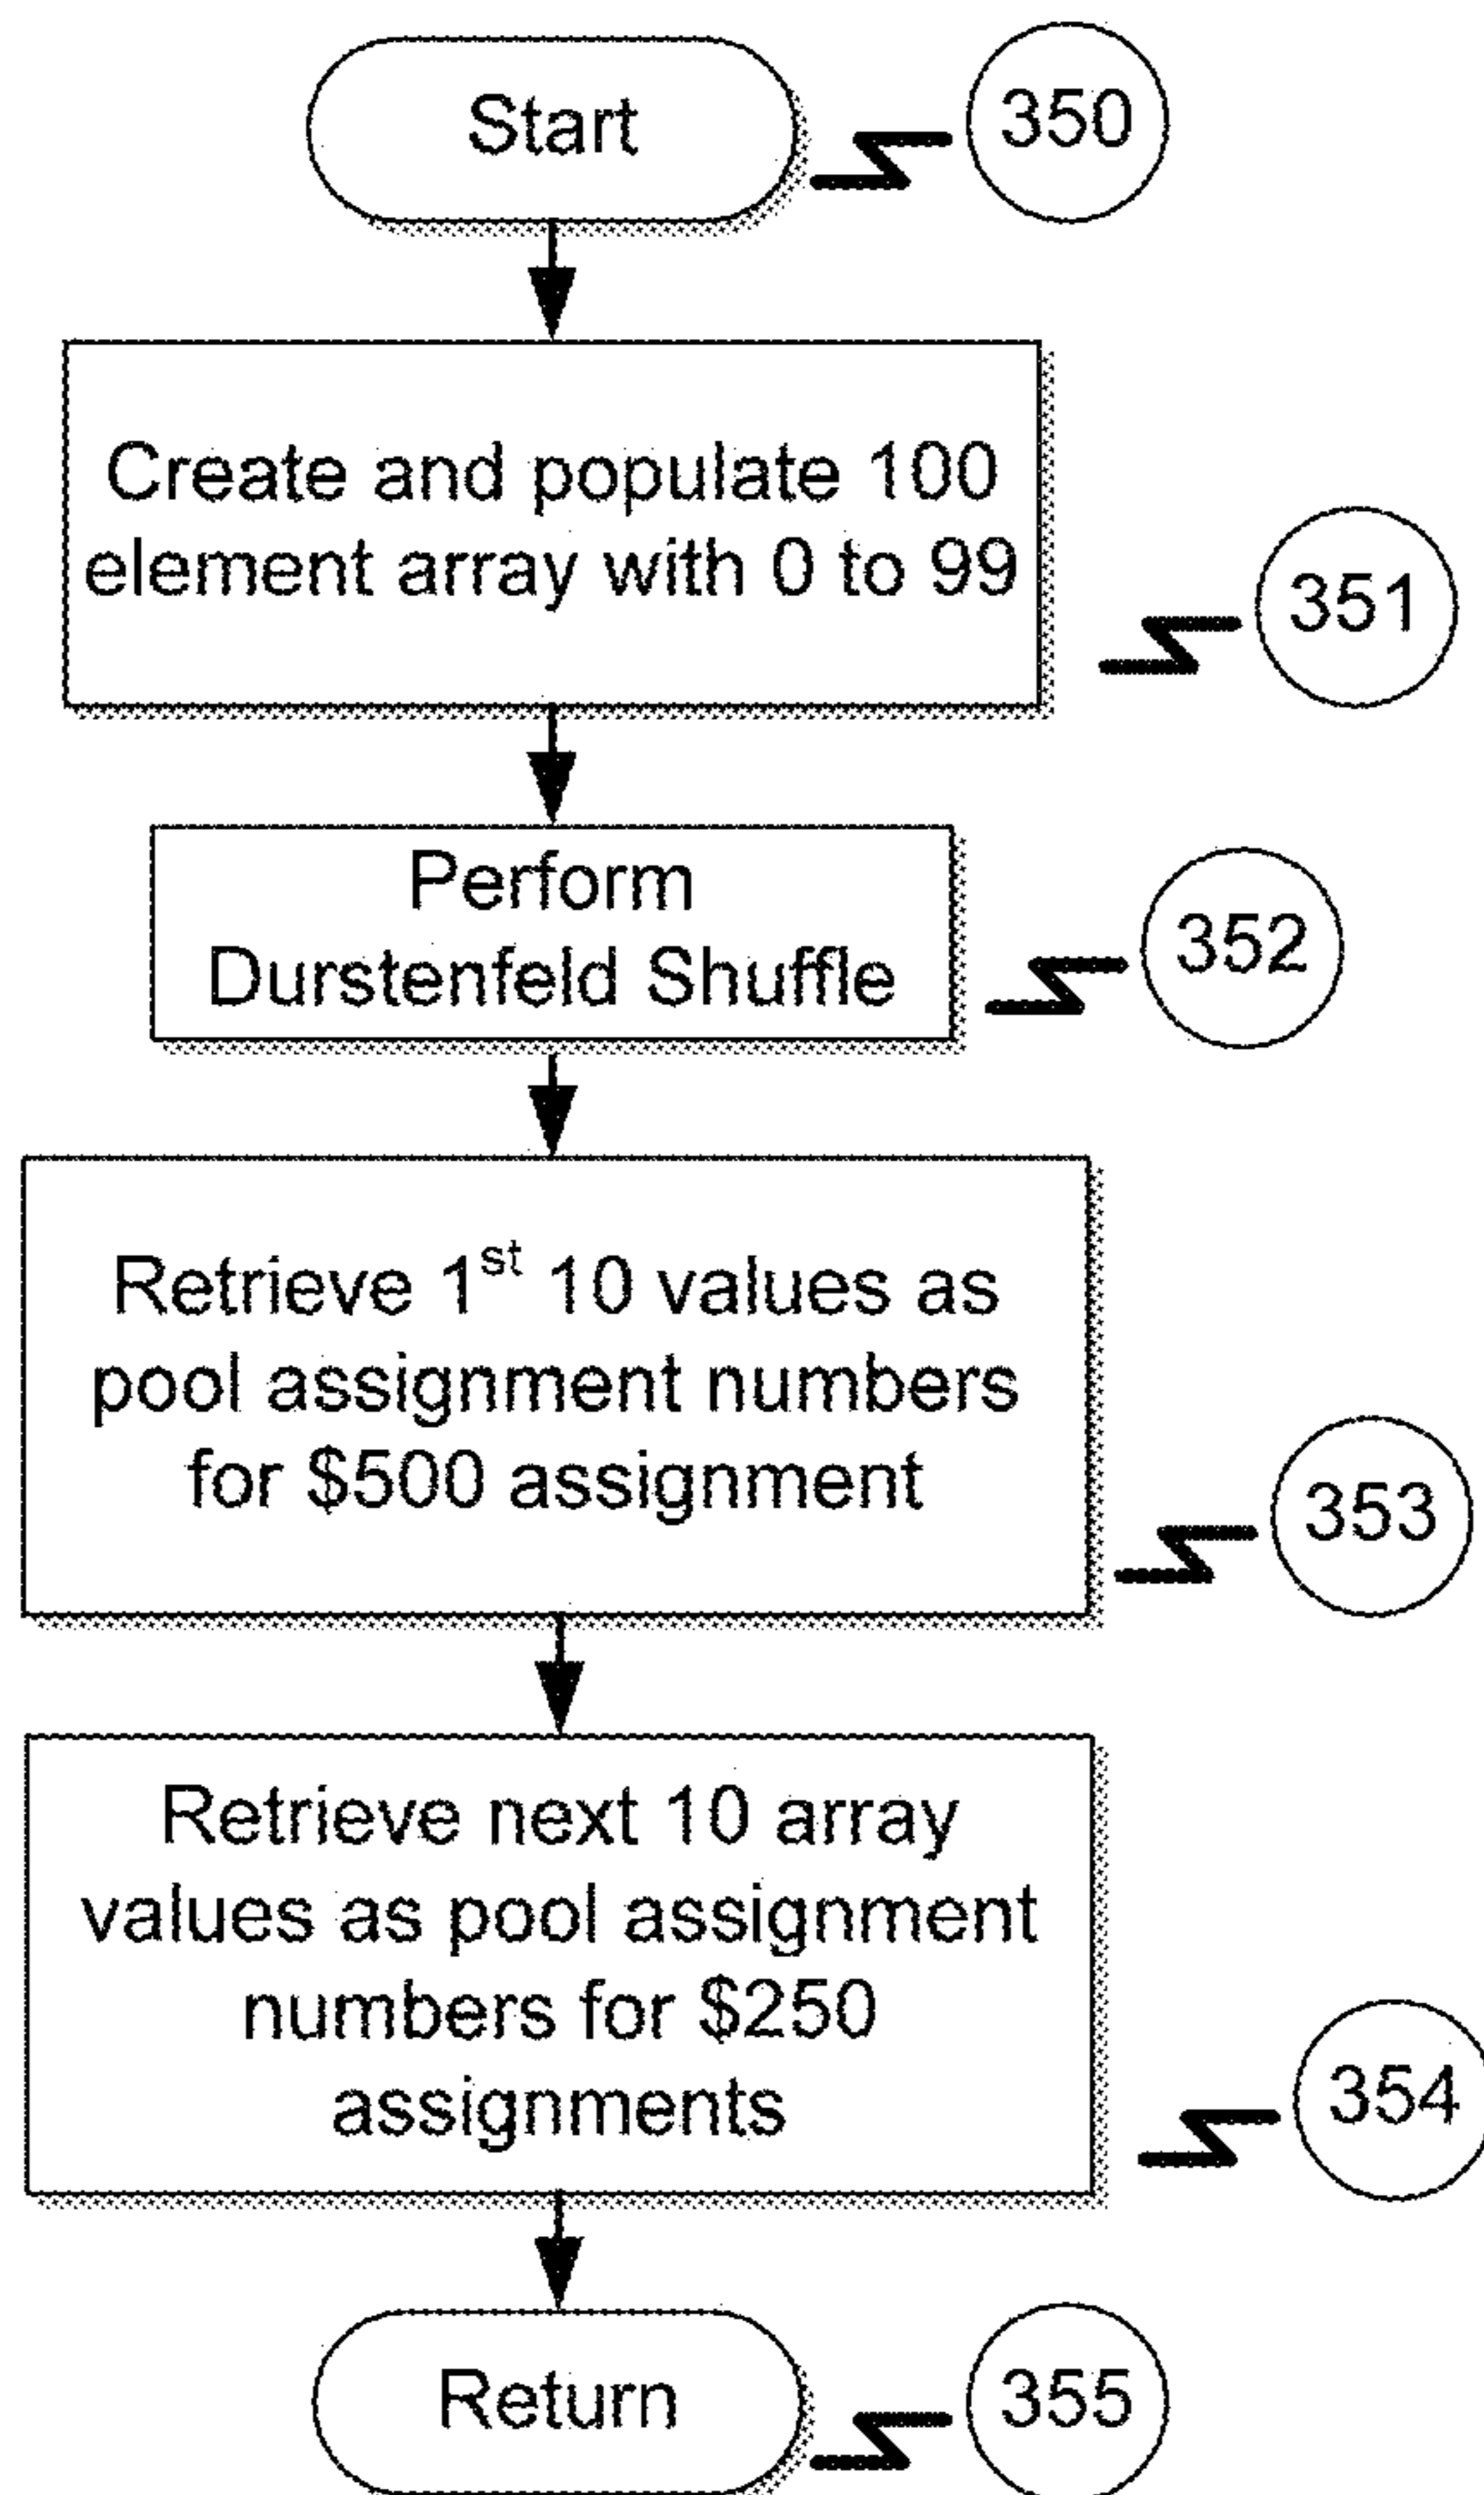 Start
350
Create and populate 100
element array with 0 to 99
351
Perform
Durstenfeld Shuffle
352
Retrieve 1st 10 values as
pool assignment numbers
for $500 assignment
353
Retrieve next 10 array
values as pool assignment
numbers for $250
assignments
354
Return
355